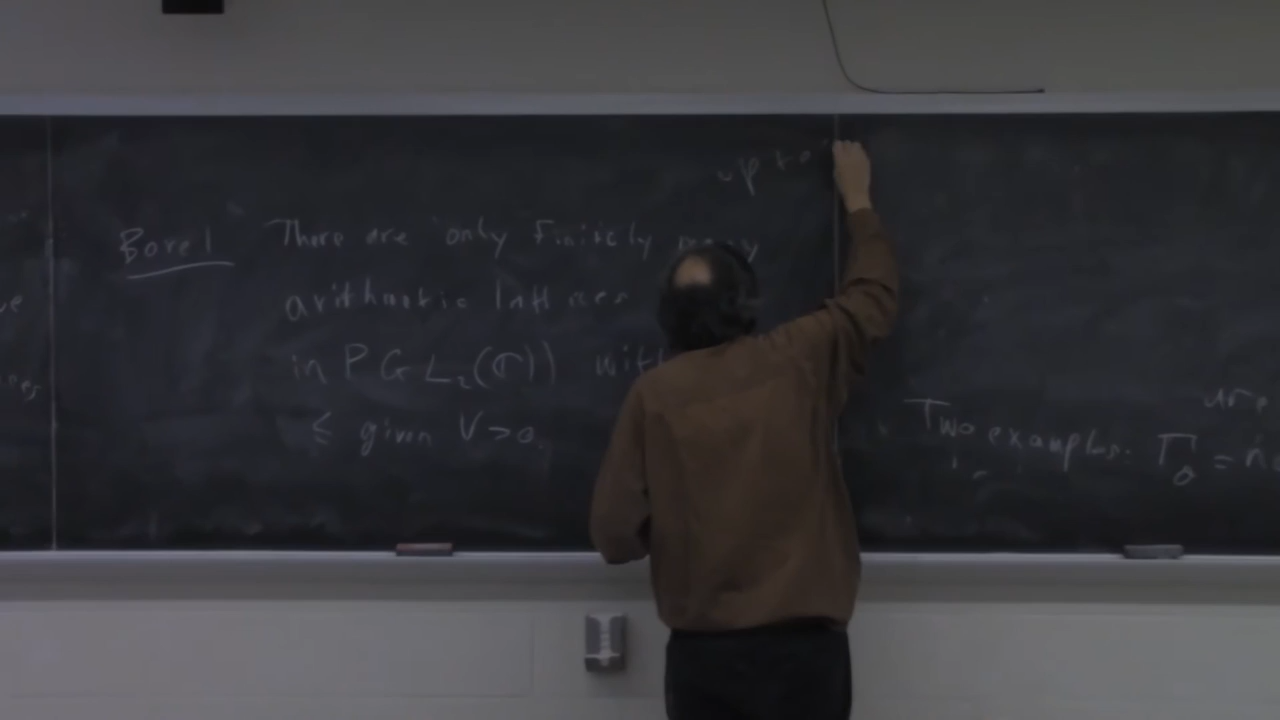 up to
Borel There are only finitely many
arithmetic lattices
in PGL₂(ℂ)) with
≤ given V>0.
Two examples. Γ₀ =